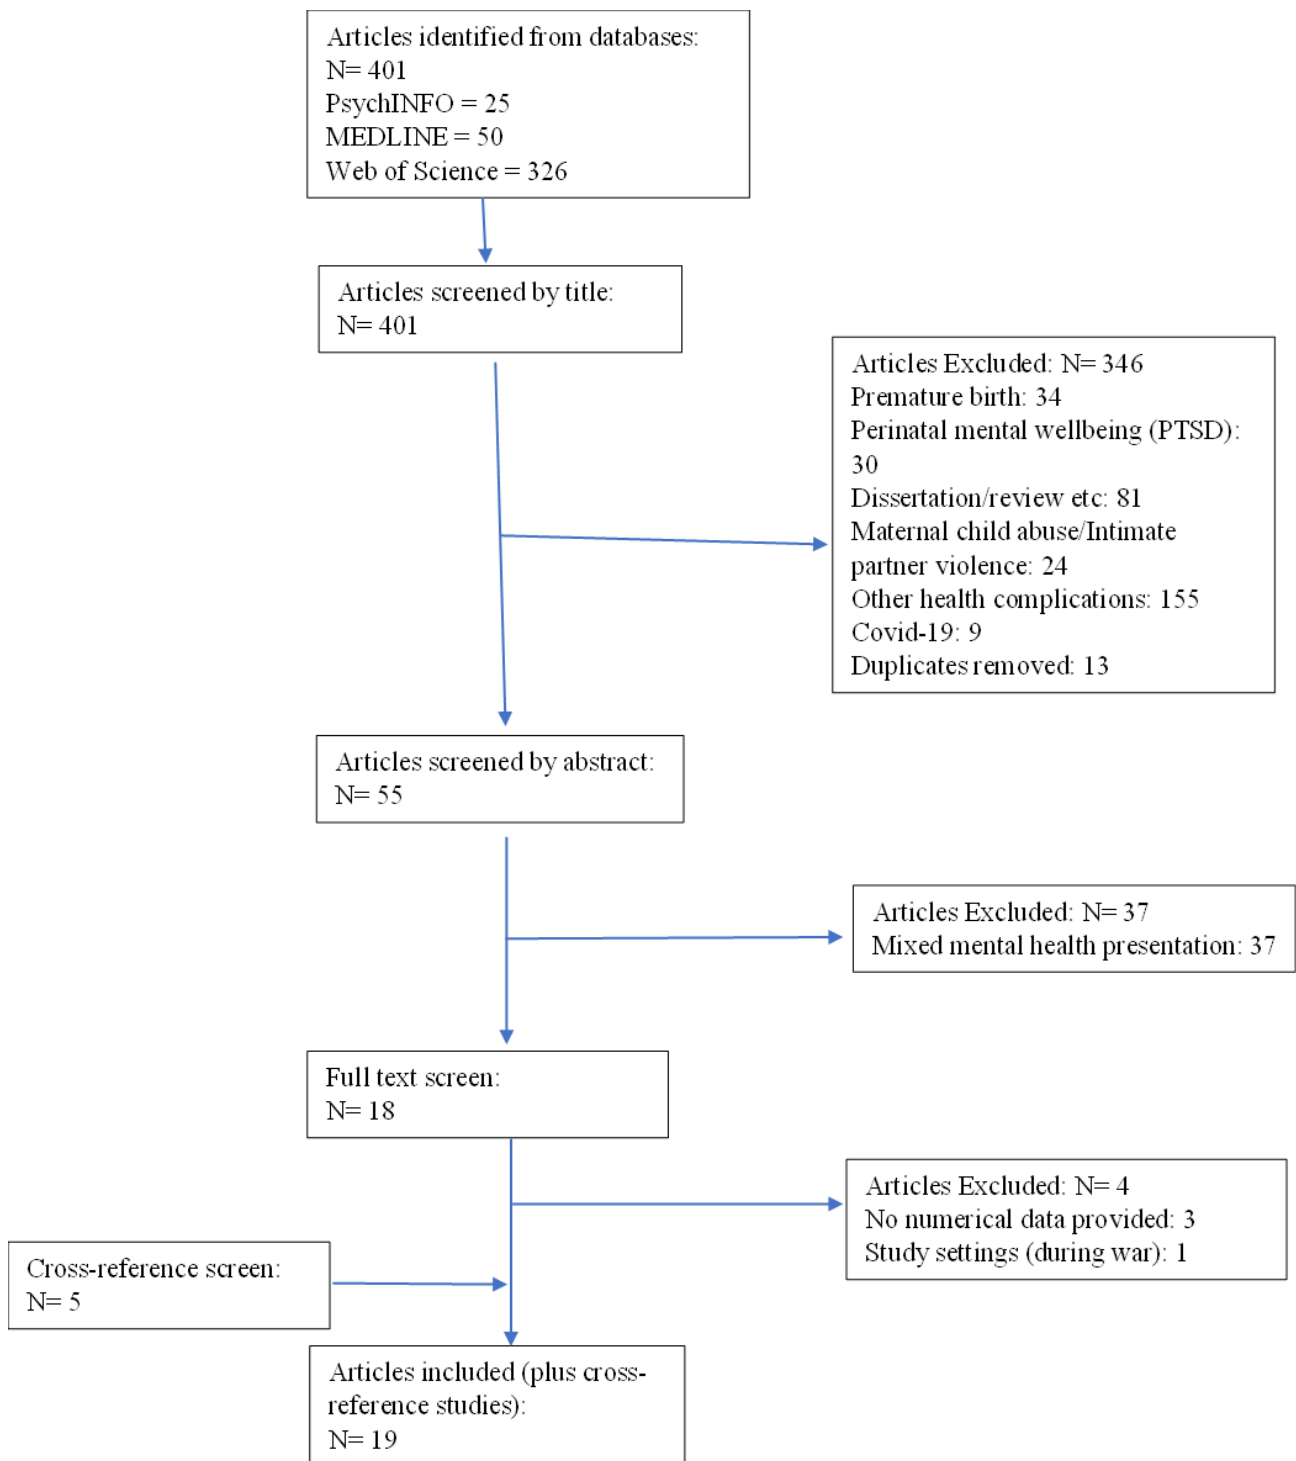 Articles identified from databases:
N= 401
PsychINFO = 25
MEDLINE = 50
Web of Science = 326
Articles screened by title:
N= 401
Articles Excluded: N= 346
Premature birth: 34
Perinatal mental wellbeing (PTSD):
30
Dissertation/review etc: 81
Maternal child abuse/Intimate
partner violence: 24
Other health complications: 155
Covid-19: 9
Duplicates removed: 13
Articles screened by abstract:
N= 55
Articles Excluded: N= 37
Mixed mental health presentation: 37
Full text screen:
N= 18
Articles Excluded: N= 4
No numerical data provided: 3
Study settings (during war): 1
Cross-reference screen:
N= 5
Articles included (plus cross-
reference studies):
N= 19